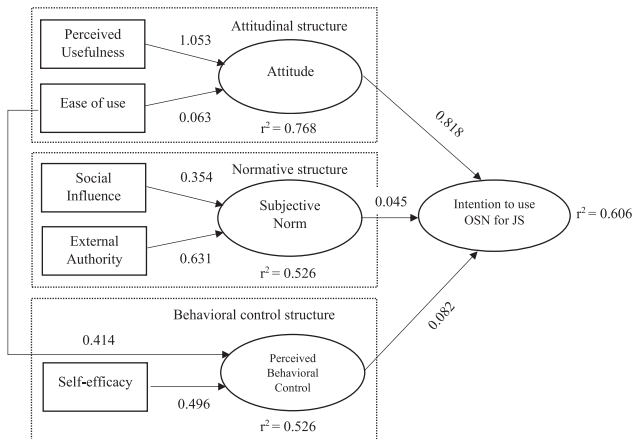 Attitudinal structure
Perceived
Usefulness
1.053
Attitude
Ease of use
0.063
r² = 0.768
0.818
Normative structure
Social
Influence
0.354
Subjective
Norm
0.045
External
Authority
0.631
r² = 0.526
Intention to use
OSN for JS
r² = 0.606
Behavioral control structure
0.414
Perceived
Behavioral
Control
0.082
Self-efficacy
0.496
r² = 0.526